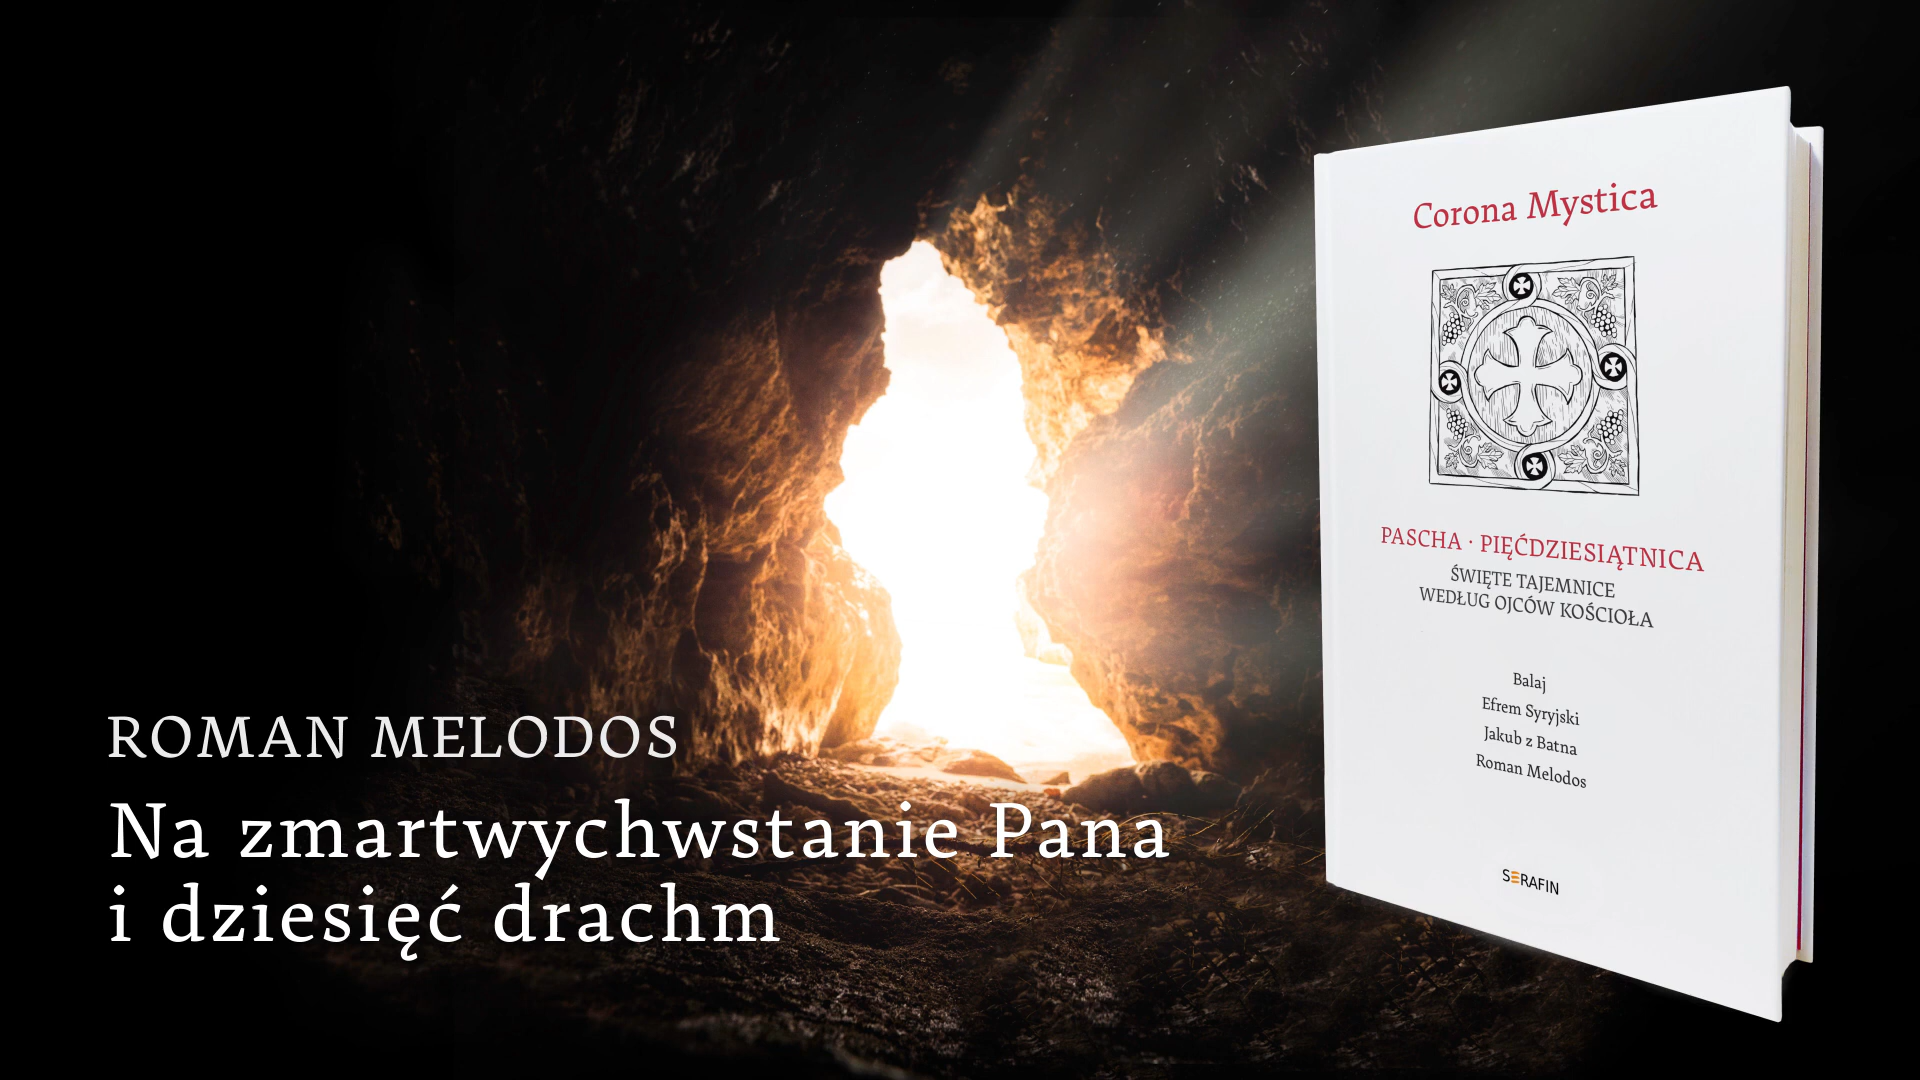 ROMAN MELODOS
Na zmartwychwstanie Pana
i dziesięć drachm
Corona Mystica
PASCHA · PIĘĆDZIESIĄTNICA
ŚWIĘTE TAJEMNICE
WEDŁUG OJCÓW KOŚCIOŁA
Balaj
Efrem Syryjski
Jakub z Batna
Roman Melodos
SERAFIN